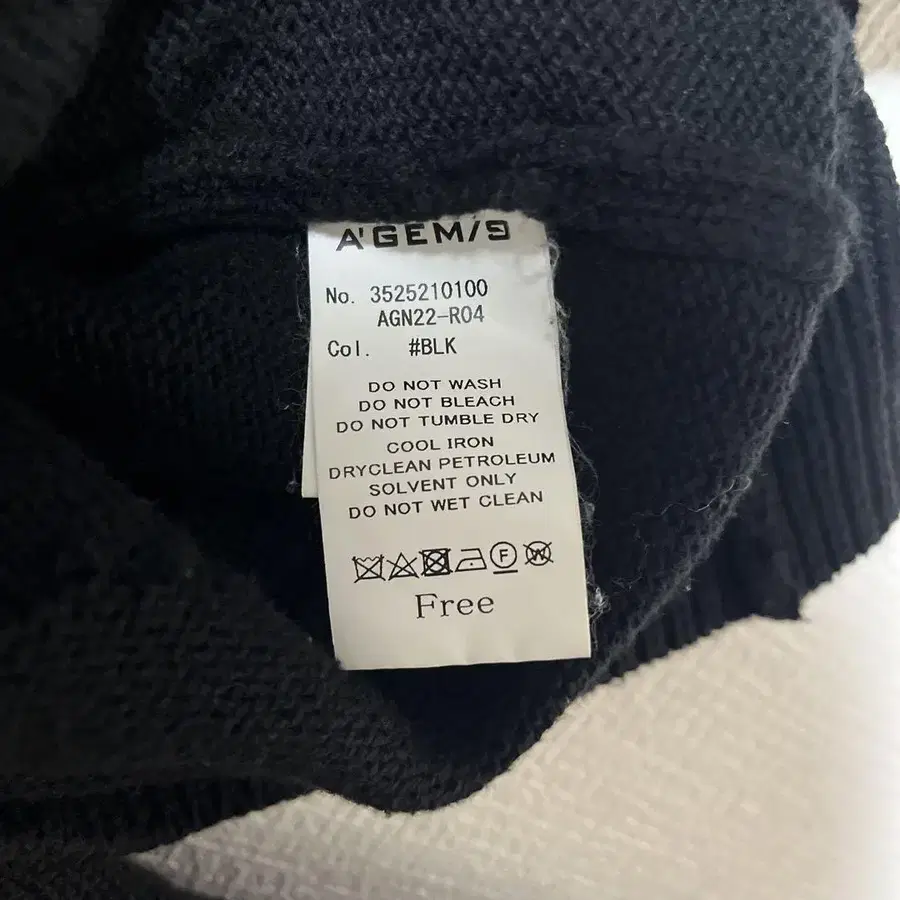 A'GEM/9
No. 3525210100
AGN22-R04
Col. #BLK
DO NOT WASH
DO NOT BLEACH
DO NOT TUMBLE DRY
COOL IRON
DRYCLEAN PETROLEUM
SOLVENT ONLY
DO NOT WET CLEAN
F W
Free